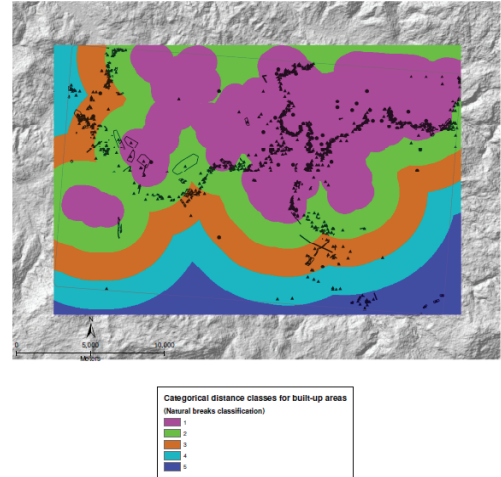 N
0 5,000 10,000
Meters
Categorical distance classes for built-up areas
(Natural breaks classification)
1
2
3
4
5